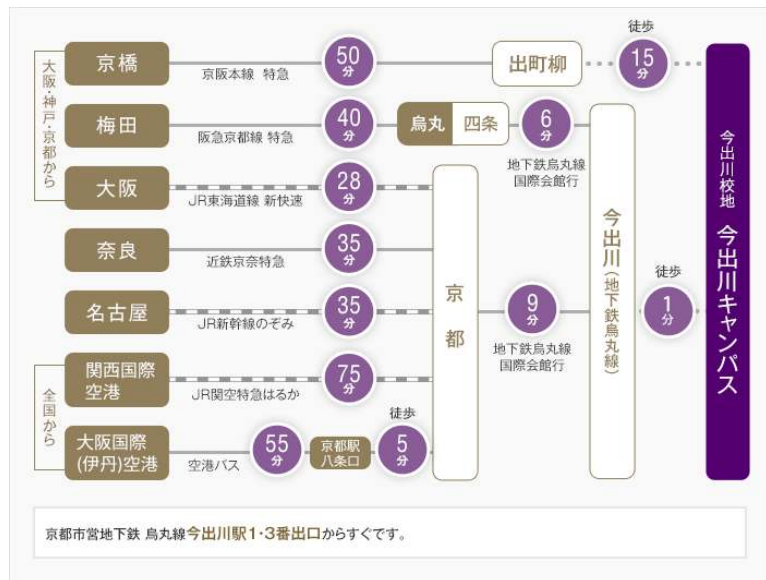 大阪・神戸・京都から
京橋
京阪本線 特急
50分
出町柳
徒歩
15分
梅田
阪急京都線 特急
40分
烏丸
四条
6分
地下鉄烏丸線
国際会館行
大阪
JR東海道線 新快速
28分
奈良
近鉄京奈特急
35分
名古屋
JR新幹線のぞみ
35分
全国から
関西国際
空港
JR関空特急はるか
75分
大阪国際
(伊丹)空港
空港バス
55分
京都駅
八条口
徒歩
5分
京都
9分
地下鉄烏丸線
国際会館行
今出川(地下鉄烏丸線)
徒歩
1分
今出川校地 今出川キャンパス
京都市営地下鉄 烏丸線今出川駅1・3番出口からすぐです。